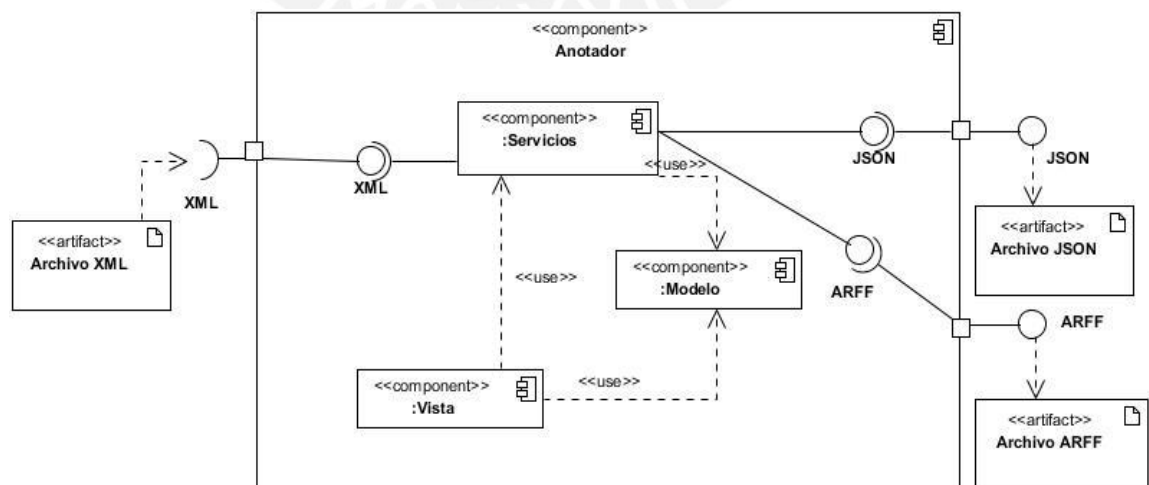 <<component>>
Anotador
<<component>>
:Servicios
JSON
JSON
<<use>>
XML
XML
<<artifact>>
Archivo XML
<<artifact>>
Archivo JSON
<<component>>
:Modelo
<<use>>
ARFF
ARFF
<<component>>
:Vista
<<use>>
<<artifact>>
Archivo ARFF